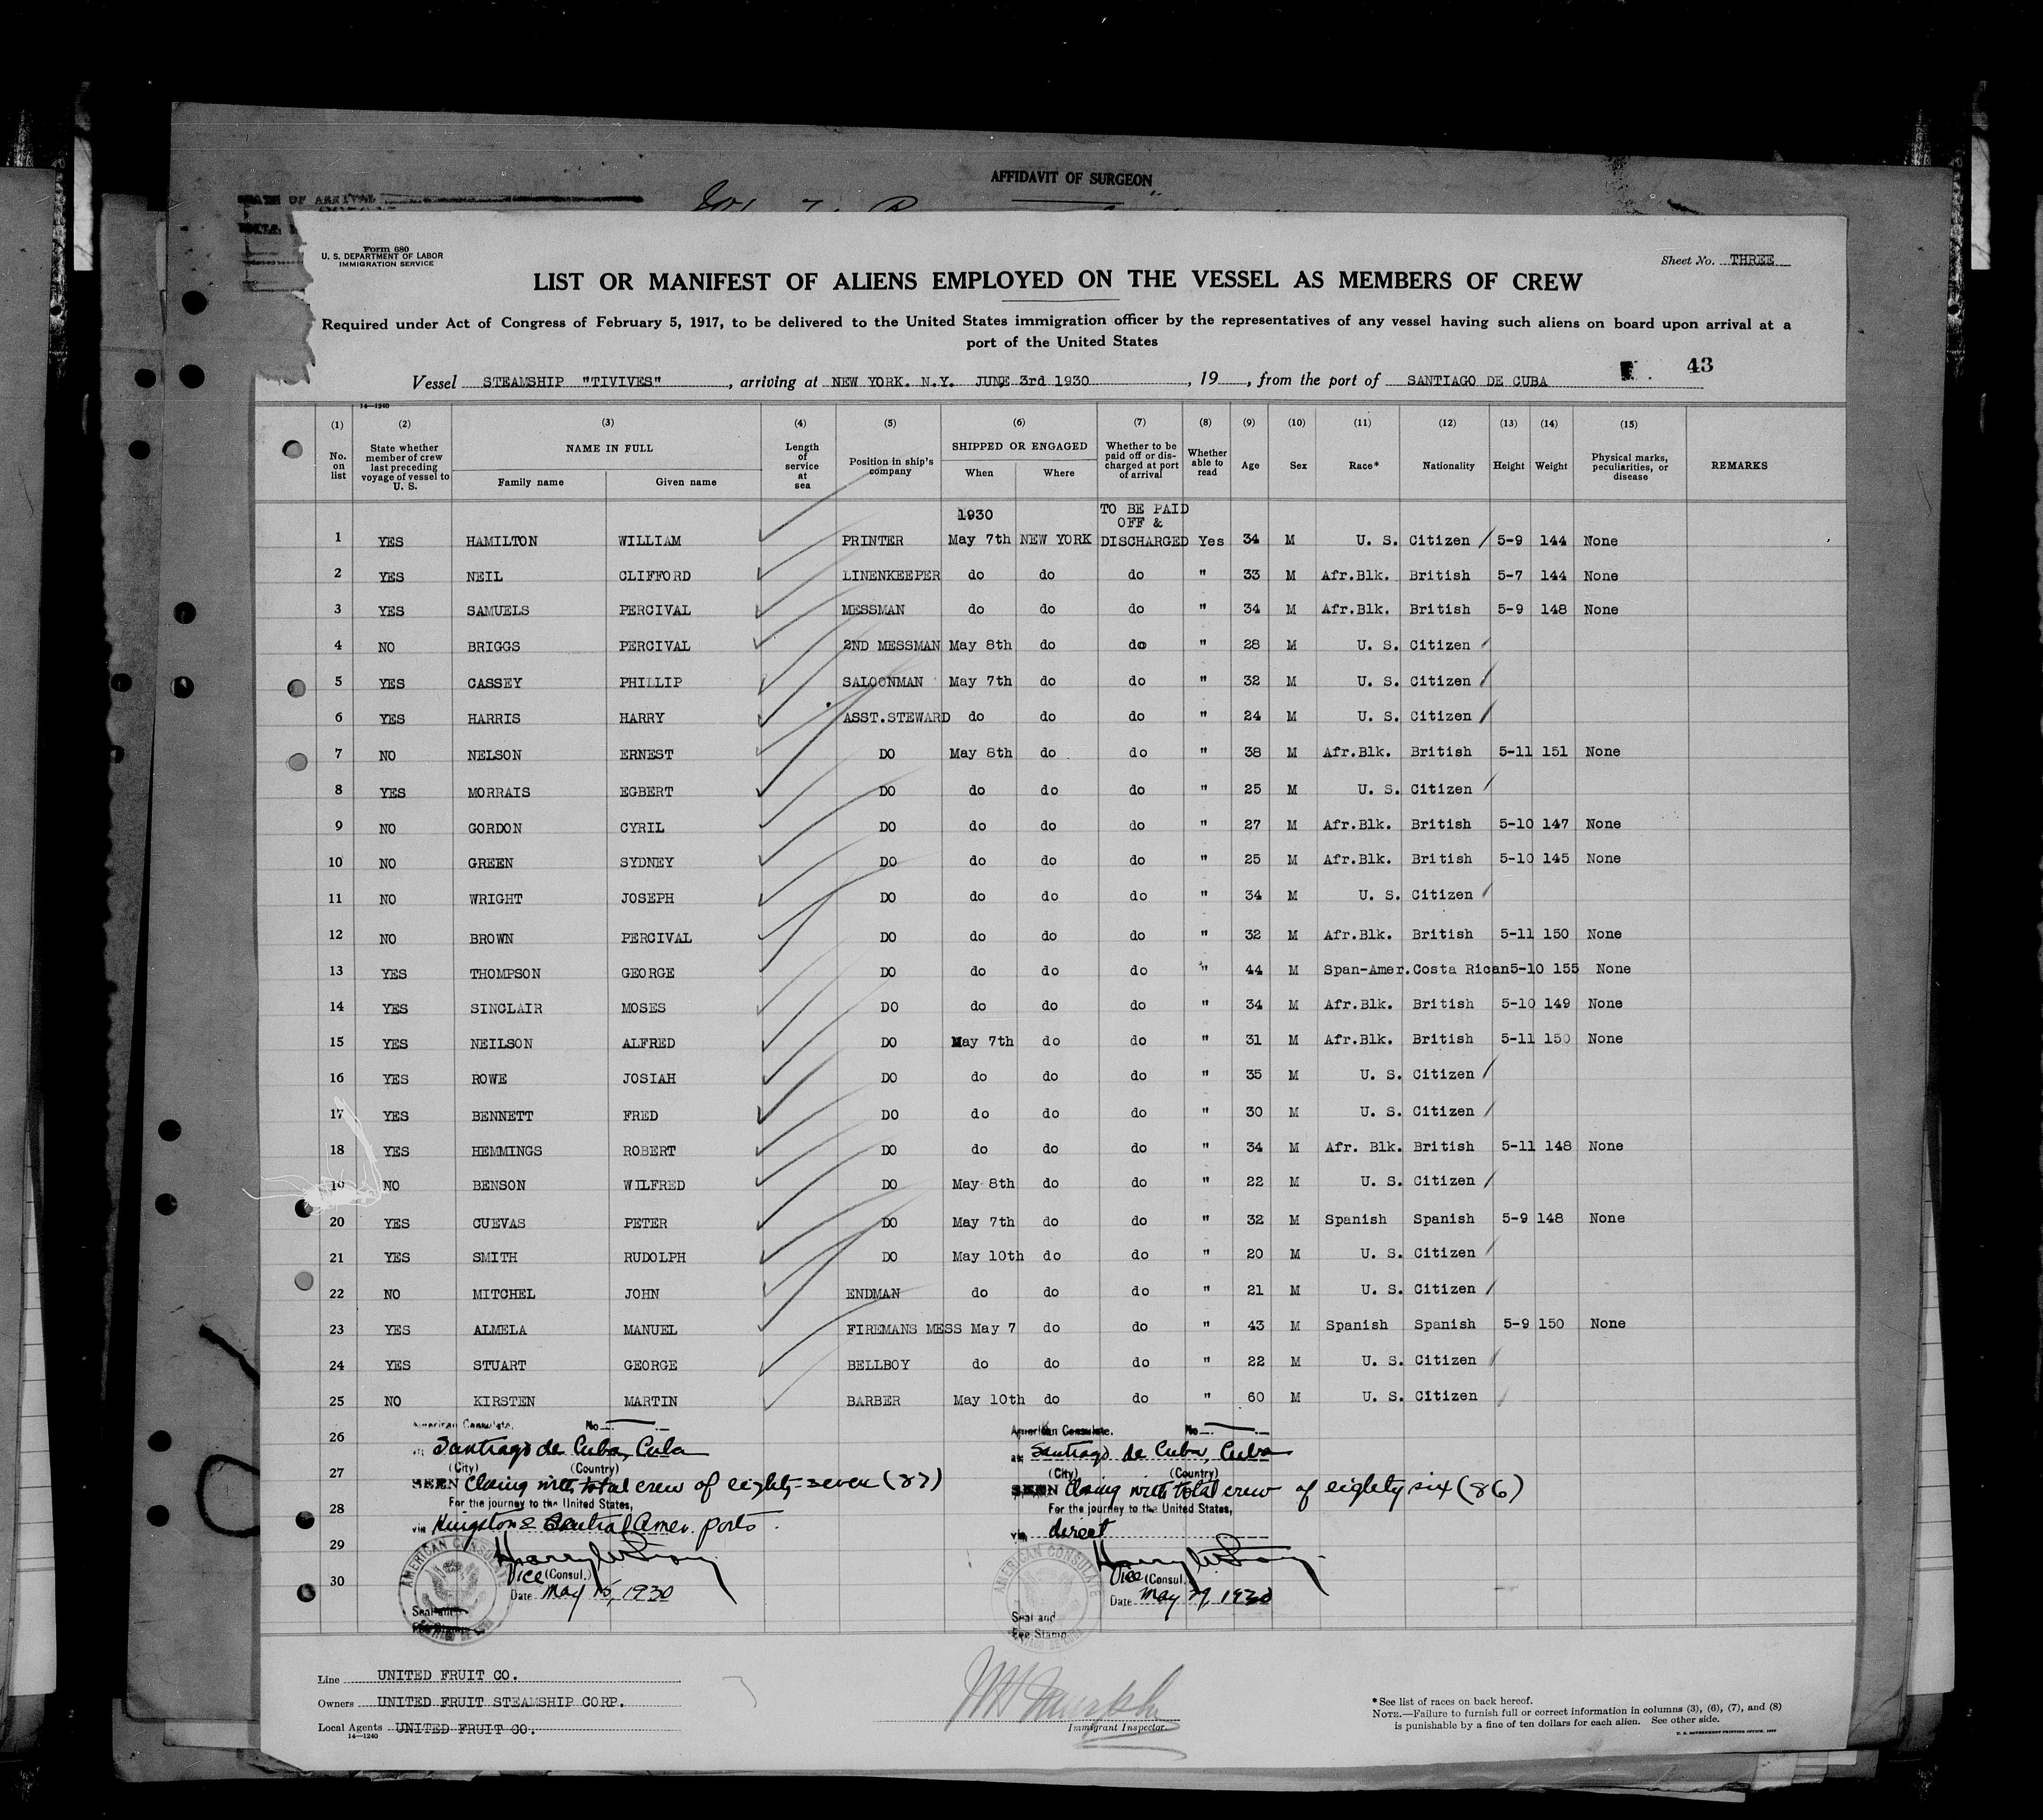 AFFIDAVIT OF SURGEON
Form 680
U. S. DEPARTMENT OF LABOR
IMMIGRATION SERVICE
Sheet No. THREE
LIST OR MANIFEST OF ALIENS EMPLOYED ON THE VESSEL AS MEMBERS OF CREW
Required under Act of Congress of February 5, 1917, to be delivered to the United States immigration officer by the representatives of any vessel having such aliens on board upon arrival at a
port of the United States
43
Vessel STEAMSHIP "TIVIVES", arriving at NEW YORK. N.Y. JUNE 3rd 1930, 19, from the port of SANTIAGO DE CUBA
14—1240
(1) (2) (3) (4) (5) (6) (7) (8) (9) (10) (11) (12) (13) (14) (15)
No. on list State whether member of crew last preceding voyage of vessel to U. S. NAME IN FULL Family name Given name Length of service at sea Position in ship's company SHIPPED OR ENGAGED When Where Whether to be paid off or discharged at port of arrival Whether able to read Age Sex Race* Nationality Height Weight Physical marks, peculiarities, or disease REMARKS
1930 TO BE PAID OFF &
1 YES HAMILTON WILLIAM PRINTER May 7th NEW YORK DISCHARGED Yes 34 M U. S. Citizen 5-9 144 None
2 YES NEIL CLIFFORD LINENKEEPER do do do " 33 M Afr.Blk. British 5-7 144 None
3 YES SAMUELS PERCIVAL MESSMAN do do do " 34 M Afr.Blk. British 5-9 148 None
4 NO BRIGGS PERCIVAL 2ND MESSMAN May 8th do do " 28 M U. S. Citizen
5 YES CASSEY PHILLIP SALOONMAN May 7th do do " 32 M U. S. Citizen
6 YES HARRIS HARRY ASST.STEWARD do do do " 24 M U. S. Citizen
7 NO NELSON ERNEST DO May 8th do do " 38 M Afr.Blk. British 5-11 151 None
8 YES MORRAIS EGBERT DO do do do " 25 M U. S. Citizen
9 NO GORDON CYRIL DO do do do " 27 M Afr.Blk. British 5-10 147 None
10 NO GREEN SYDNEY DO do do do " 25 M Afr.Blk. British 5-10 145 None
11 NO WRIGHT JOSEPH DO do do do " 34 M U. S. Citizen
12 NO BROWN PERCIVAL DO do do do " 32 M Afr.Blk. British 5-11 150 None
13 YES THOMPSON GEORGE DO do do do " 44 M Span-Amer. Costa Rican 5-10 155 None
14 YES SINCLAIR MOSES DO do do do " 34 M Afr.Blk. British 5-10 149 None
15 YES NEILSON ALFRED DO May 7th do do " 31 M Afr.Blk. British 5-11 150 None
16 YES ROWE JOSIAH DO do do do " 35 M U. S. Citizen
17 YES BENNETT FRED DO do do do " 30 M U. S. Citizen
18 YES HEMMINGS ROBERT DO do do do " 34 M Afr. Blk. British 5-11 148 None
19 NO BENSON WILFRED DO May 8th do do " 22 M U. S. Citizen
20 YES CUEVAS PETER DO May 7th do do " 32 M Spanish Spanish 5-9 148 None
21 YES SMITH RUDOLPH DO May 10th do do " 20 M U. S. Citizen
22 NO MITCHEL JOHN ENDMAN do do do " 21 M U. S. Citizen
23 YES ALMELA MANUEL FIREMANS MESS May 7 do do " 43 M Spanish Spanish 5-9 150 None
24 YES STUART GEORGE BELLBOY do do do " 22 M U. S. Citizen
25 NO KIRSTEN MARTIN BARBER May 10th do do " 60 M U. S. Citizen
American Consulate. No American Consulate. No
26 at Santiago de Cuba, Cuba at Santiago de Cuba, Cuba
(City) (Country) (City) (Country)
27 SEEN Closing with total crew of eighty-seven (87) SEEN Closing with total crew of eighty six (86)
For the journey to the United States, For the journey to the United States,
28 via Kingston & Central Amer. ports. via direct
29
Vice (Consul.) Vice (Consul.
30 Date May 15, 1930 Date May 29, 1930
AMERICAN CONSULATE AMERICAN CONSULATE
Seal and Seal and
Fee Stamp Fee Stamp
Line UNITED FRUIT CO.
Owners UNITED FRUIT STEAMSHIP CORP.
Local Agents UNITED FRUIT CO.
14—1240
Immigrant Inspector.
*See list of races on back hereof.
NOTE.—Failure to furnish full or correct information in columns (3), (6), (7), and (8)
is punishable by a fine of ten dollars for each alien. See other side.